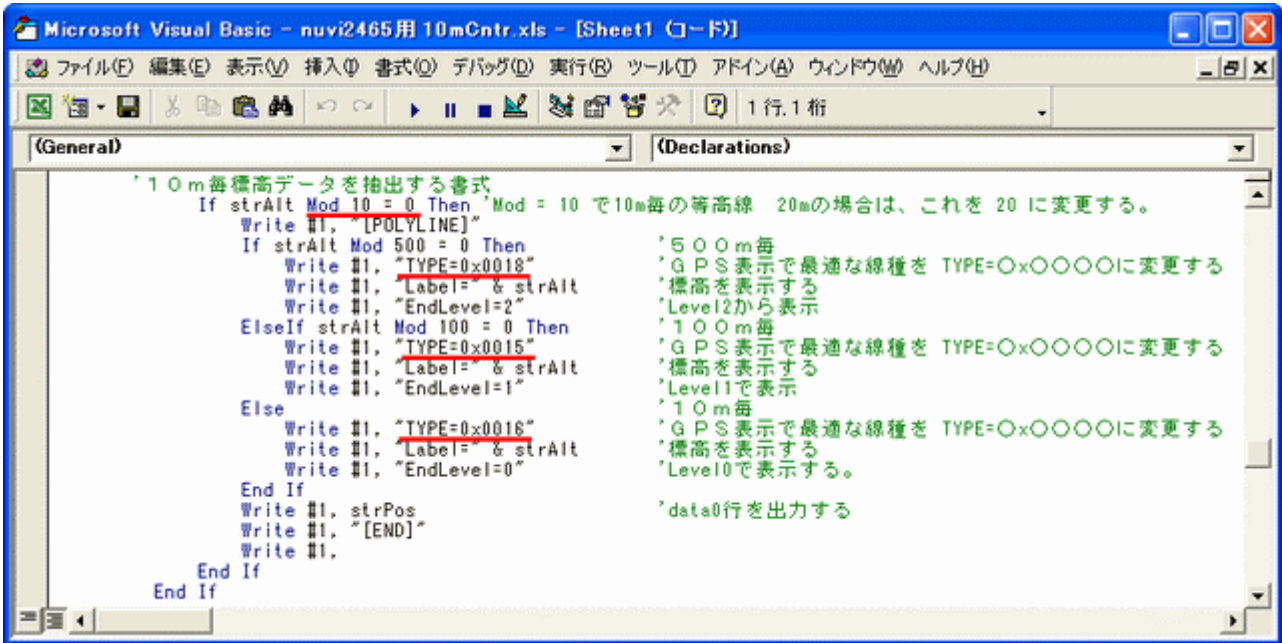 Microsoft Visual Basic - nuvi2465用 10mCntr.xls - [Sheet1 (コード)]
ファイル(F) 編集(E) 表示(V) 挿入(I) 書式(O) デバッグ(D) 実行(R) ツール(T) アドイン(A) ウィンドウ(W) ヘルプ(H)
1 行, 1 桁
(General) (Declarations)
'１０ｍ毎標高データを抽出する書式
If strAlt Mod 10 = 0 Then 'Mod = 10 で10m毎の等高線　20mの場合は、これを 20 に変更する。
Write #1, "[POLYLINE]"
If strAlt Mod 500 = 0 Then '５００ｍ毎
Write #1, "TYPE=0x0018" 'ＧＰＳ表示で最適な線種を TYPE=〇x〇〇〇〇に変更する
Write #1, "Label=" & strAlt '標高を表示する
Write #1, "EndLevel=2" 'Level2から表示
ElseIf strAlt Mod 100 = 0 Then '１００ｍ毎
Write #1, "TYPE=0x0015" 'ＧＰＳ表示で最適な線種を TYPE=〇x〇〇〇〇に変更する
Write #1, "Label=" & strAlt '標高を表示する
Write #1, "EndLevel=1" 'Level1で表示
Else '１０ｍ毎
Write #1, "TYPE=0x0016" 'ＧＰＳ表示で最適な線種を TYPE=〇x〇〇〇〇に変更する
Write #1, "Label=" & strAlt '標高を表示する
Write #1, "EndLevel=0" 'Level0で表示する。
End If
Write #1, strPos 'data0行を出力する
Write #1, "[END]"
Write #1,
End If
End If